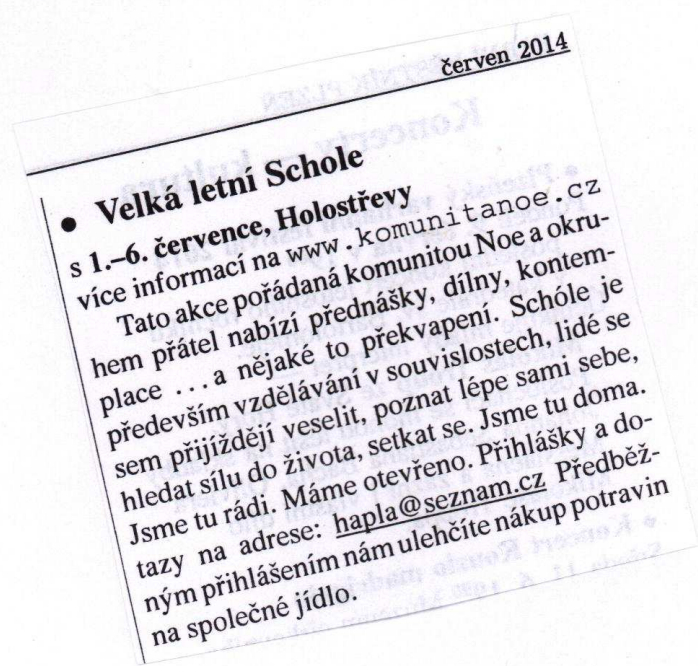 červen 2014
• Velká letní Schole
s 1.–6. července, Holostřevy
více informací na www.komunitanoe.cz
Tato akce pořádaná komunitou Noe a okru-
hem přátel nabízí přednášky, dílny, kontem-
place ...a nějaké to překvapení. Schóle je
především vzdělávání v souvislostech, lidé se
sem přijíždějí veselit, poznat lépe sami sebe,
hledat sílu do života, setkat se. Jsme tu doma.
Jsme tu rádi. Máme otevřeno. Přihlášky a do-
tazy na adrese: hapla@seznam.cz Předběž-
ným přihlášením nám ulehčíte nákup potravin
na společné jídlo.